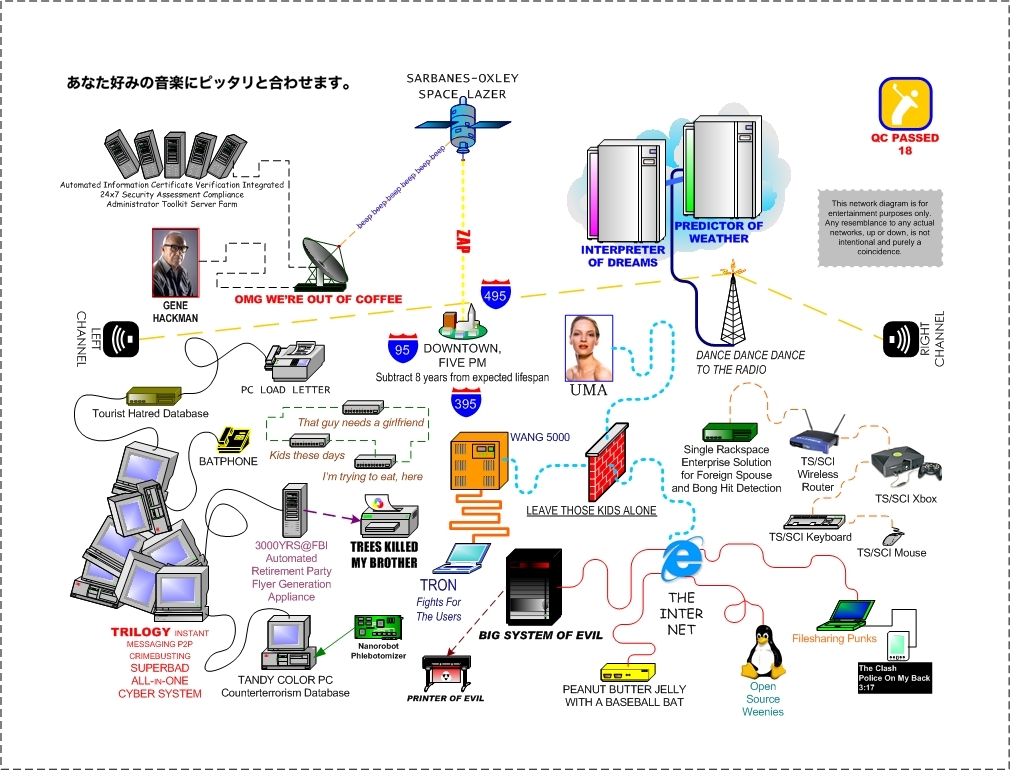 あなた好みの音楽にピッタリと合わせます。
SARBANES-OXLEY
SPACE LAZER
QC PASSED
18
beep-beep-beep-beep-beep-beep
ZAP
Automated Information Certificate Verification Integrated
24x7 Security Assessment Compliance
Administrator Toolkit Server Farm
This network diagram is for
entertainment purposes only.
Any resemblance to any actual
networks, up or down, is not
intentional and purely a
coincidence.
PREDICTOR OF
WEATHER
INTERPRETER
OF DREAMS
GENE
HACKMAN
OMG WE'RE OUT OF COFFEE
495
LEFT
CHANNEL
RIGHT
CHANNEL
95
DOWNTOWN,
FIVE PM
Subtract 8 years from expected lifespan
395
DANCE DANCE DANCE
TO THE RADIO
UMA
PC LOAD LETTER
Tourist Hatred Database
BATPHONE
That guy needs a girlfriend
Kids these days
I'm trying to eat, here
WANG 5000
LEAVE THOSE KIDS ALONE
Single Rackspace
Enterprise Solution
for Foreign Spouse
and Bong Hit Detection
TS/SCI
Wireless
Router
TS/SCI Xbox
TS/SCI Keyboard
TS/SCI Mouse
3000YRS@FBI
Automated
Retirement Party
Flyer Generation
Appliance
TREES KILLED
MY BROTHER
TRON
Fights For
The Users
BIG SYSTEM OF EVIL
THE
INTER
NET
Filesharing Punks
TRILOGY INSTANT
MESSAGING P2P
CRIMEBUSTING
SUPERBAD
ALL-IN-ONE
CYBER SYSTEM
Nanorobot
Phlebotomizer
TANDY COLOR PC
Counterterrorism Database
PRINTER OF EVIL
PEANUT BUTTER JELLY
WITH A BASEBALL BAT
Open
Source
Weenies
The Clash
Police On My Back
3:17